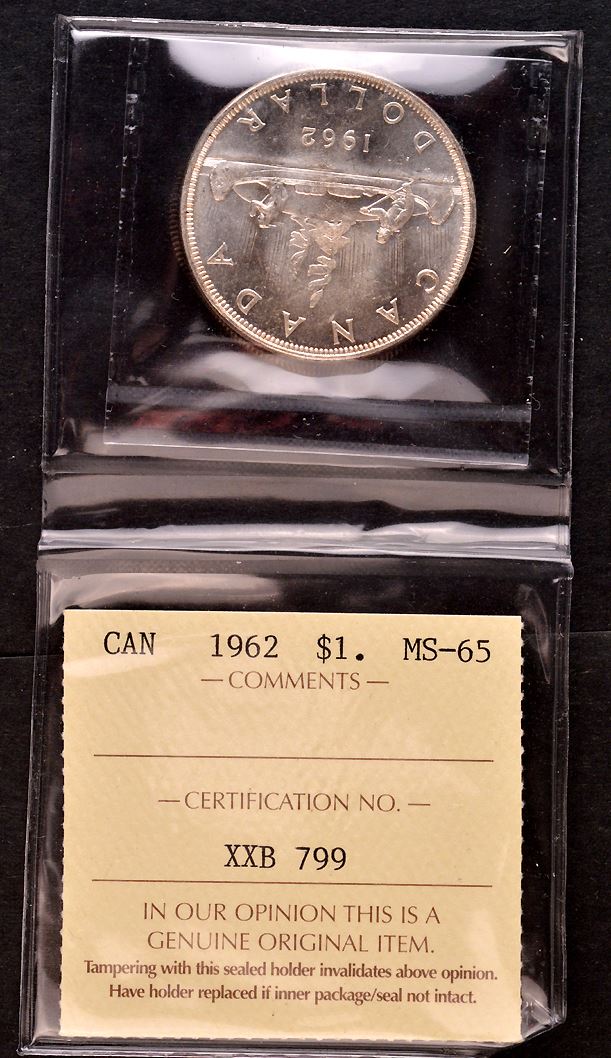 CANADA
1962
DOLLAR
CAN 1962 $1. MS-65
— COMMENTS —
— CERTIFICATION NO. —
XXB 799
IN OUR OPINION THIS IS A
GENUINE ORIGINAL ITEM.
Tampering with this sealed holder invalidates above opinion.
Have holder replaced if inner package/seal not intact.